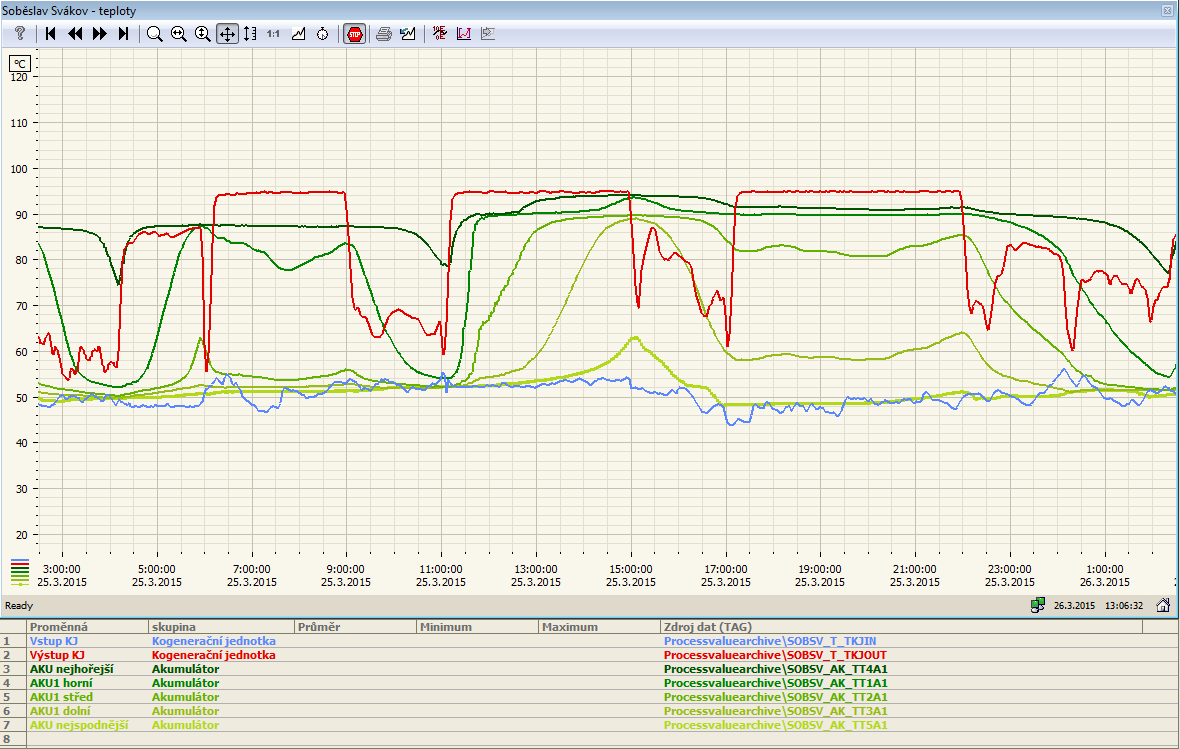 Soběslav Svákov - teploty
? 1:1 STOP
°C
120
110
100
90
80
70
60
50
40
30
20
3:00:00 5:00:00 7:00:00 9:00:00 11:00:00 13:00:00 15:00:00 17:00:00 19:00:00 21:00:00 23:00:00 1:00:00
25.3.2015 25.3.2015 25.3.2015 25.3.2015 25.3.2015 25.3.2015 25.3.2015 25.3.2015 25.3.2015 25.3.2015 25.3.2015 26.3.2015
Ready 26.3.2015 13:06:32
Proměnná skupina Průměr Minimum Maximum Zdroj dat (TAG)
1 Vstup KJ Kogenerační jednotka Processvaluearchive\SOBSV_T_TKJIN
2 Výstup KJ Kogenerační jednotka Processvaluearchive\SOBSV_T_TKJOUT
3 AKU nejhořejší Akumulátor Processvaluearchive\SOBSV_AK_TT4A1
4 AKU1 horní Akumulátor Processvaluearchive\SOBSV_AK_TT1A1
5 AKU1 střed Akumulátor Processvaluearchive\SOBSV_AK_TT2A1
6 AKU1 dolní Akumulátor Processvaluearchive\SOBSV_AK_TT3A1
7 AKU nejspodnější Akumulátor Processvaluearchive\SOBSV_AK_TT5A1
8